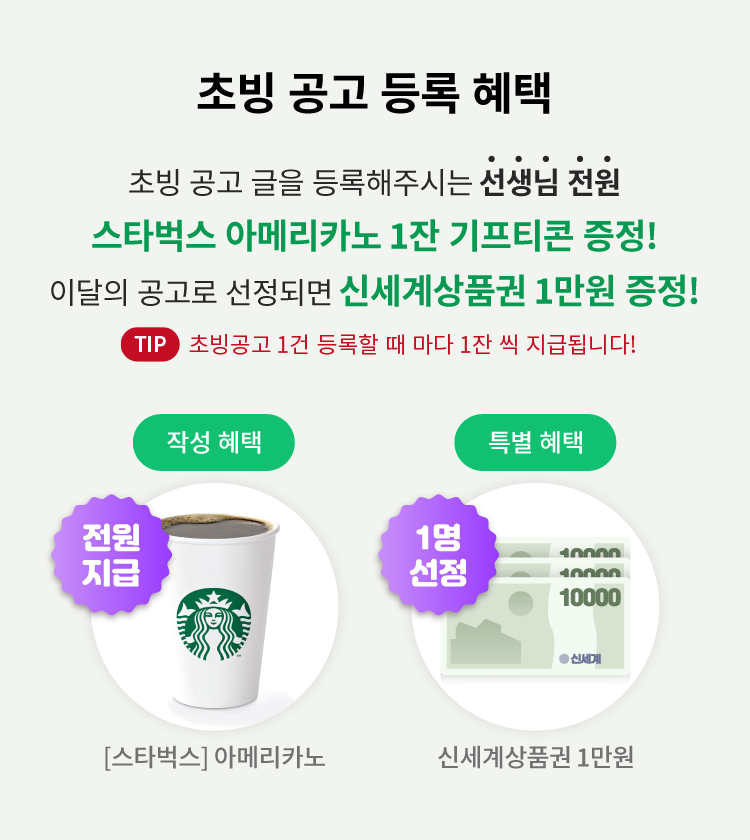 초빙 공고 등록 혜택
초빙 공고 글을 등록해주시는 선생님 전원
스타벅스 아메리카노 1잔 기프티콘 증정!
이달의 공고로 선정되면 신세계상품권 1만원 증정!
TIP 초빙공고 1건 등록할 때 마다 1잔 씩 지급됩니다!
작성 혜택
전원
지급
[스타벅스] 아메리카노
특별 혜택
1명
선정
10000
10000
10000
신세계
신세계상품권 1만원